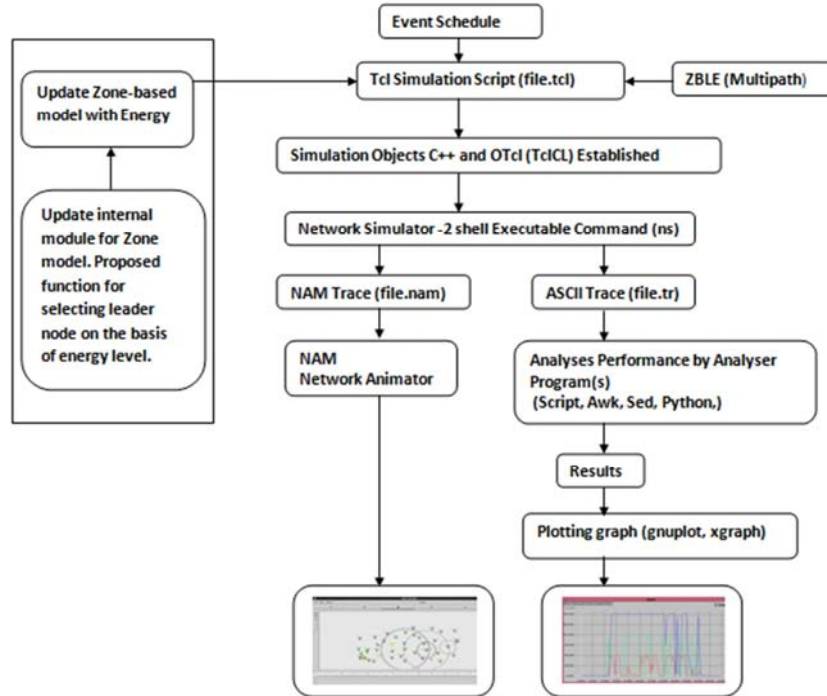 Event Schedule
Tcl Simulation Script (file.tcl)
ZBLE (Multipath)
Update Zone-based
model with Energy
Simulation Objects C++ and OTcl (TclCL) Established
Update internal
module for Zone
model. Proposed
function for
selecting leader
node on the basis
of energy level.
Network Simulator -2 shell Executable Command (ns)
NAM Trace (file.nam)
ASCII Trace (file.tr)
NAM
Network Animator
Analyses Performance by Analyser
Program(s)
(Script, Awk, Sed, Python,)
Results
Plotting graph (gnuplot, xgraph)